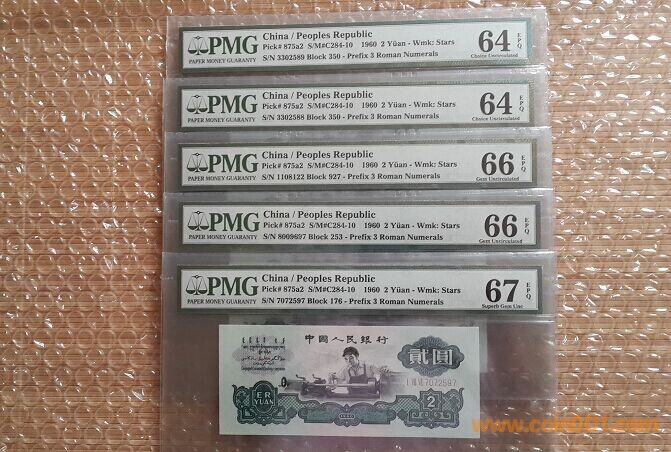 PMG
PAPER MONEY GUARANTY
China / Peoples Republic
Pick# 875a2 S/M#C284-10 1960 2 Yüan - Wmk: Stars
S/N 3302589 Block 350 - Prefix 3 Roman Numerals
64 EPQ
Choice Uncirculated
PMG
PAPER MONEY GUARANTY
China / Peoples Republic
Pick# 875a2 S/M#C284-10 1960 2 Yüan - Wmk: Stars
S/N 3302588 Block 350 - Prefix 3 Roman Numerals
64 EPQ
Choice Uncirculated
PMG
PAPER MONEY GUARANTY
China / Peoples Republic
Pick# 875a2 S/M#C284-10 1960 2 Yüan - Wmk: Stars
S/N 1108122 Block 927 - Prefix 3 Roman Numerals
66 EPQ
Gem Uncirculated
PMG
PAPER MONEY GUARANTY
China / Peoples Republic
Pick# 875a2 S/M#C284-10 1960 2 Yüan - Wmk: Stars
S/N 8009697 Block 253 - Prefix 3 Roman Numerals
66 EPQ
Gem Uncirculated
PMG
PAPER MONEY GUARANTY
China / Peoples Republic
Pick# 875a2 S/M#C284-10 1960 2 Yüan - Wmk: Stars
S/N 7072597 Block 176 - Prefix 3 Roman Numerals
67 EPQ
Superb Gem Unc
中国人民银行
贰圆
7072597
ER
YUAN
1960
2